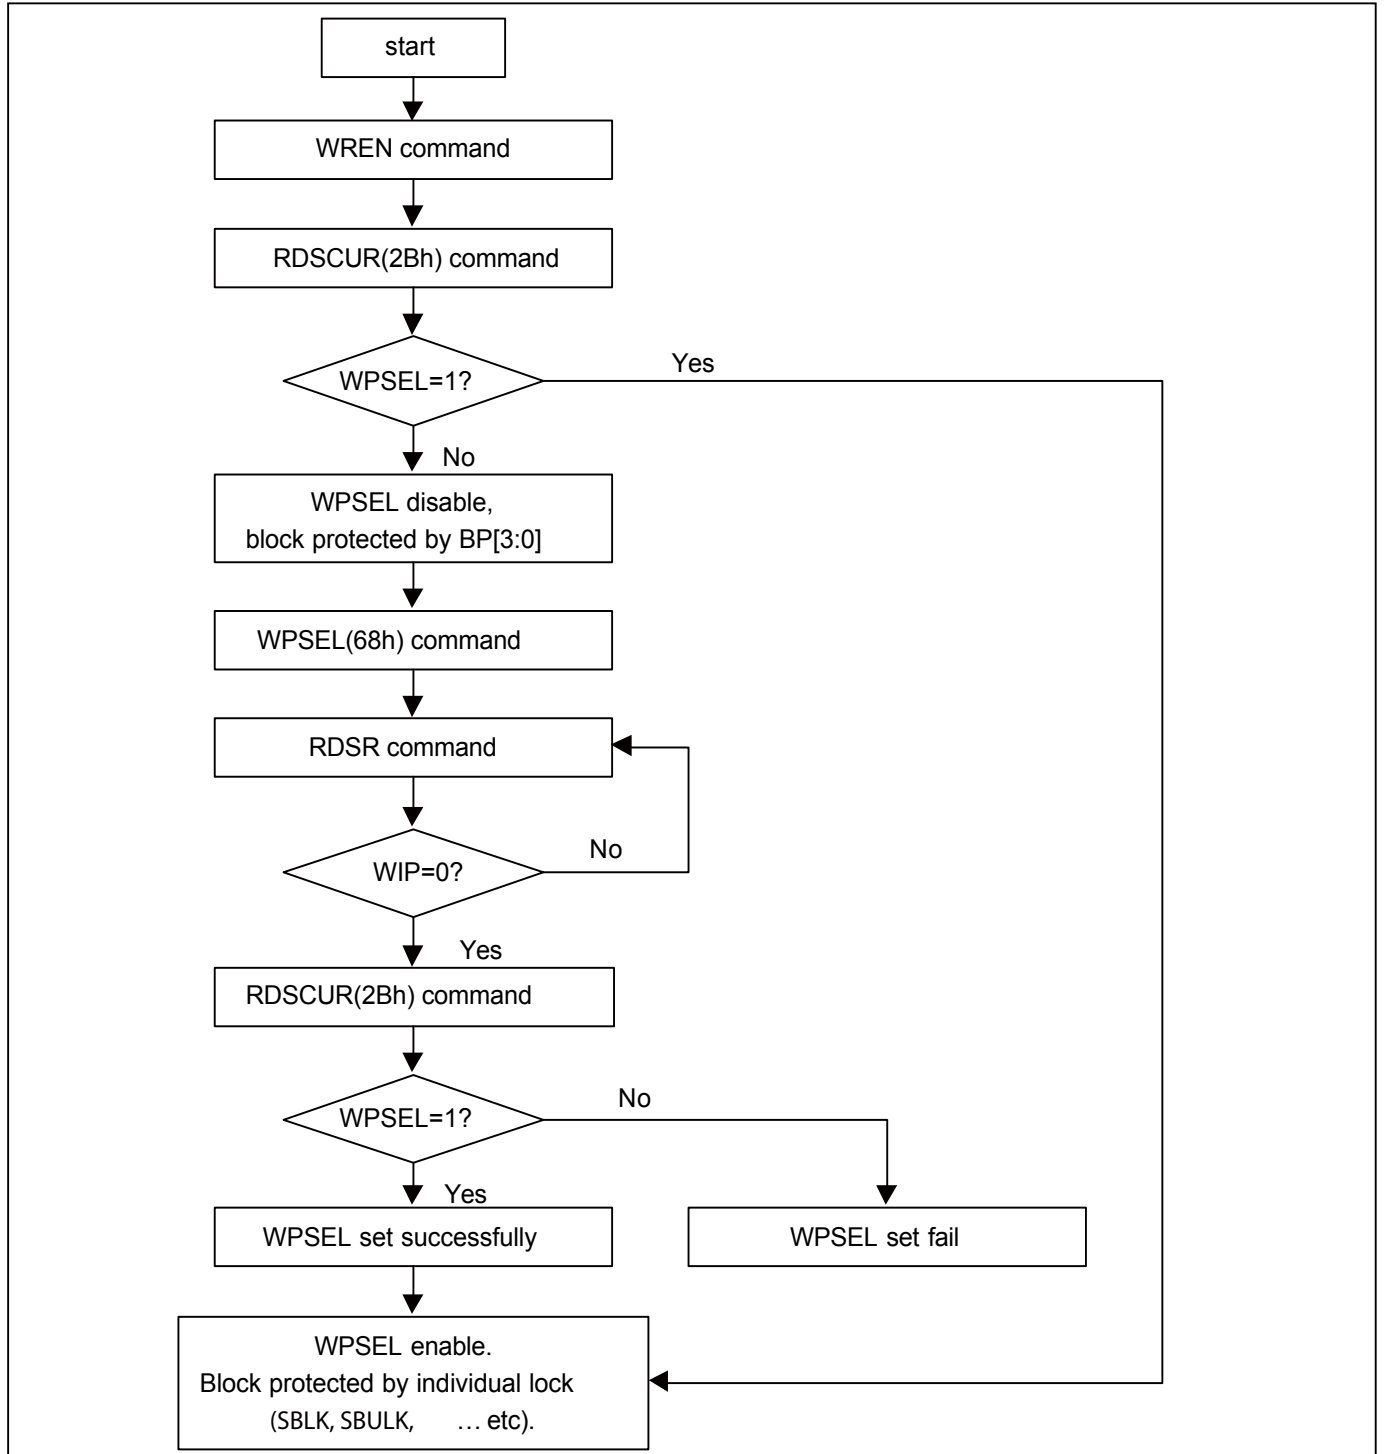 start
WREN command
RDSCUR(2Bh) command
WPSEL=1?
Yes
No
WPSEL disable,
block protected by BP[3:0]
WPSEL(68h) command
RDSR command
WIP=0?
No
Yes
RDSCUR(2Bh) command
WPSEL=1?
No
Yes
WPSEL set successfully
WPSEL set fail
WPSEL enable.
Block protected by individual lock
(SBLK, SBULK, … etc).